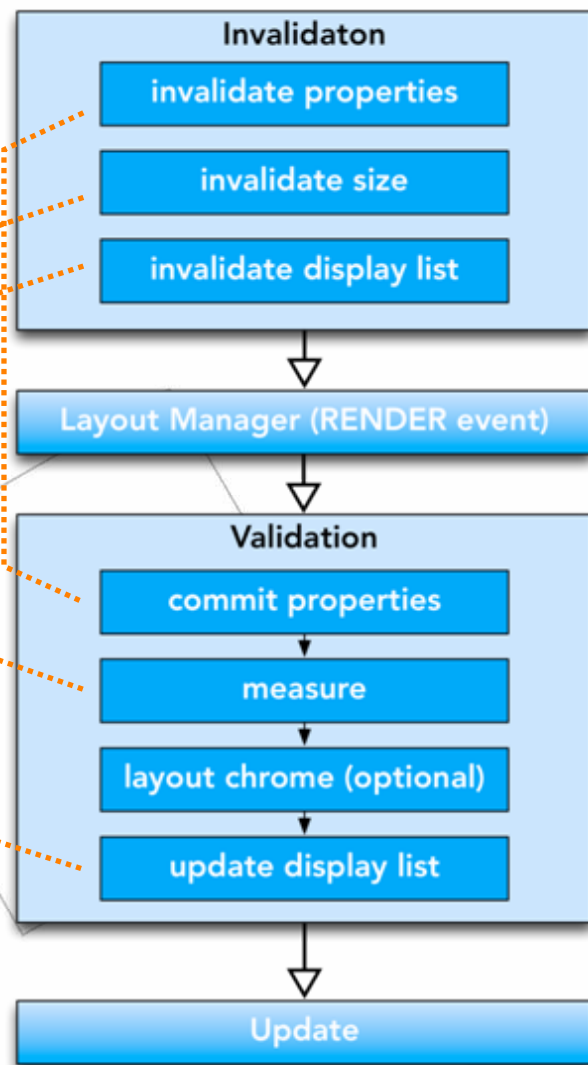 Invalidaton
invalidate properties
invalidate size
invalidate display list
Layout Manager (RENDER event)
Validation
commit properties
measure
layout chrome (optional)
update display list
Update